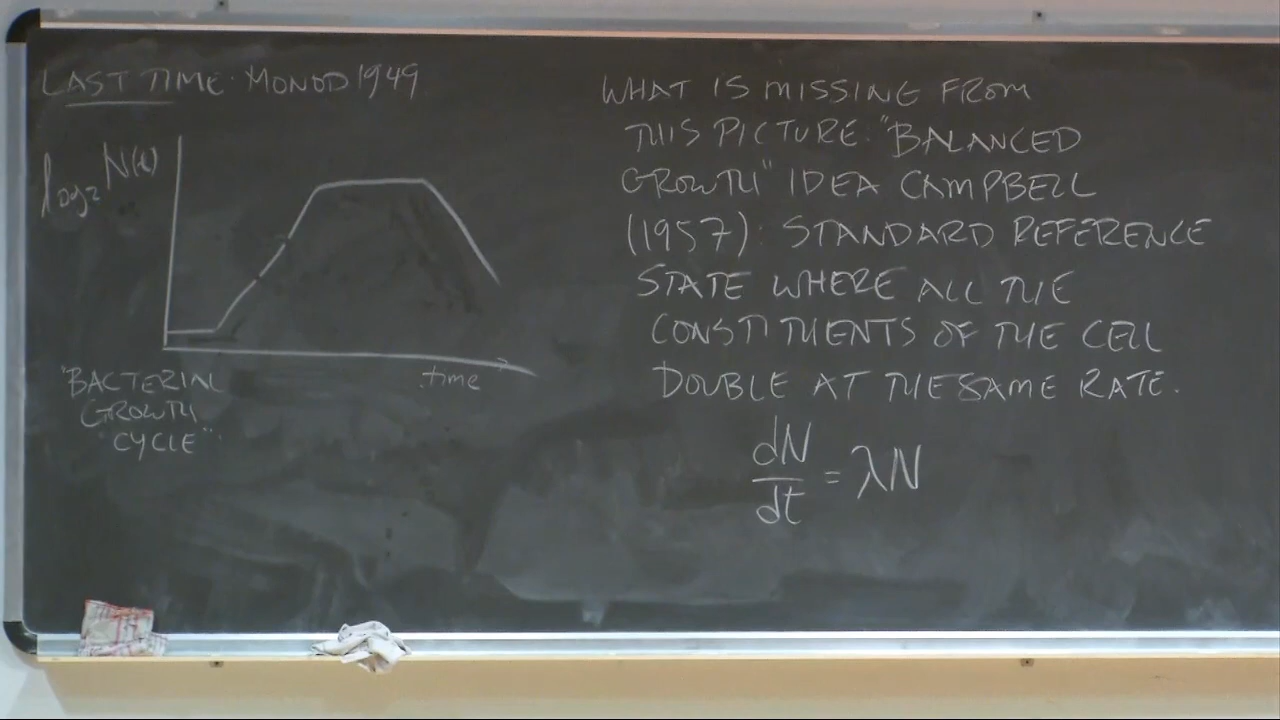 LAST TIME: MONOD 1949
log₂ N(t)
time
"BACTERIAL
GROWTH
CYCLE"
WHAT IS MISSING FROM
THIS PICTURE: "BALANCED
GROWTH" IDEA CAMPBELL
(1957): STANDARD REFERENCE
STATE WHERE ALL THE
CONSTITUENTS OF THE CELL
DOUBLE AT THE SAME RATE.
dN/dt = λN